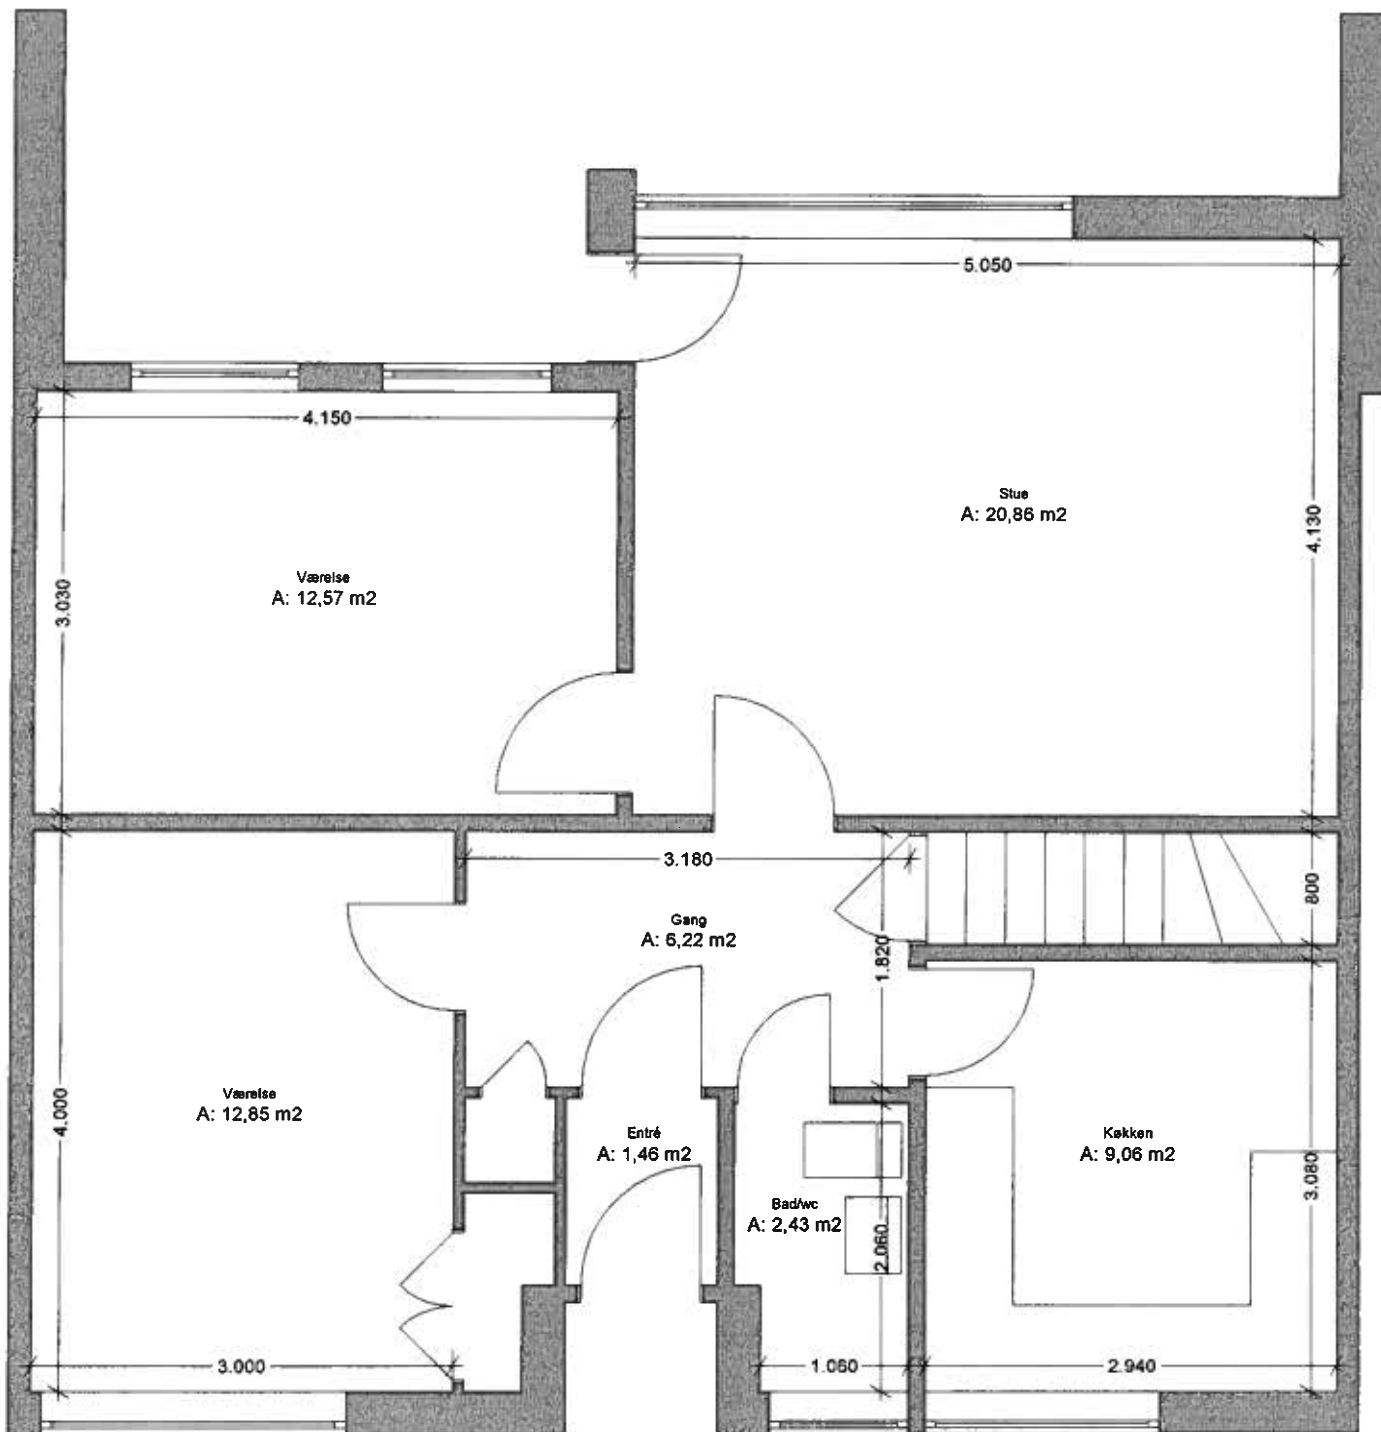 5.050
4.150
Stue
A: 20,86 m2
4.130
Værelse
A: 12,57 m2
3.030
3.180
800
Gang
A: 6,22 m2
1.820
Værelse
A: 12,85 m2
4.000
Entré
A: 1,46 m2
Køkken
A: 9,06 m2
3.080
Bad/wc
A: 2,43 m2
2.060
3.000
1.060
2.940